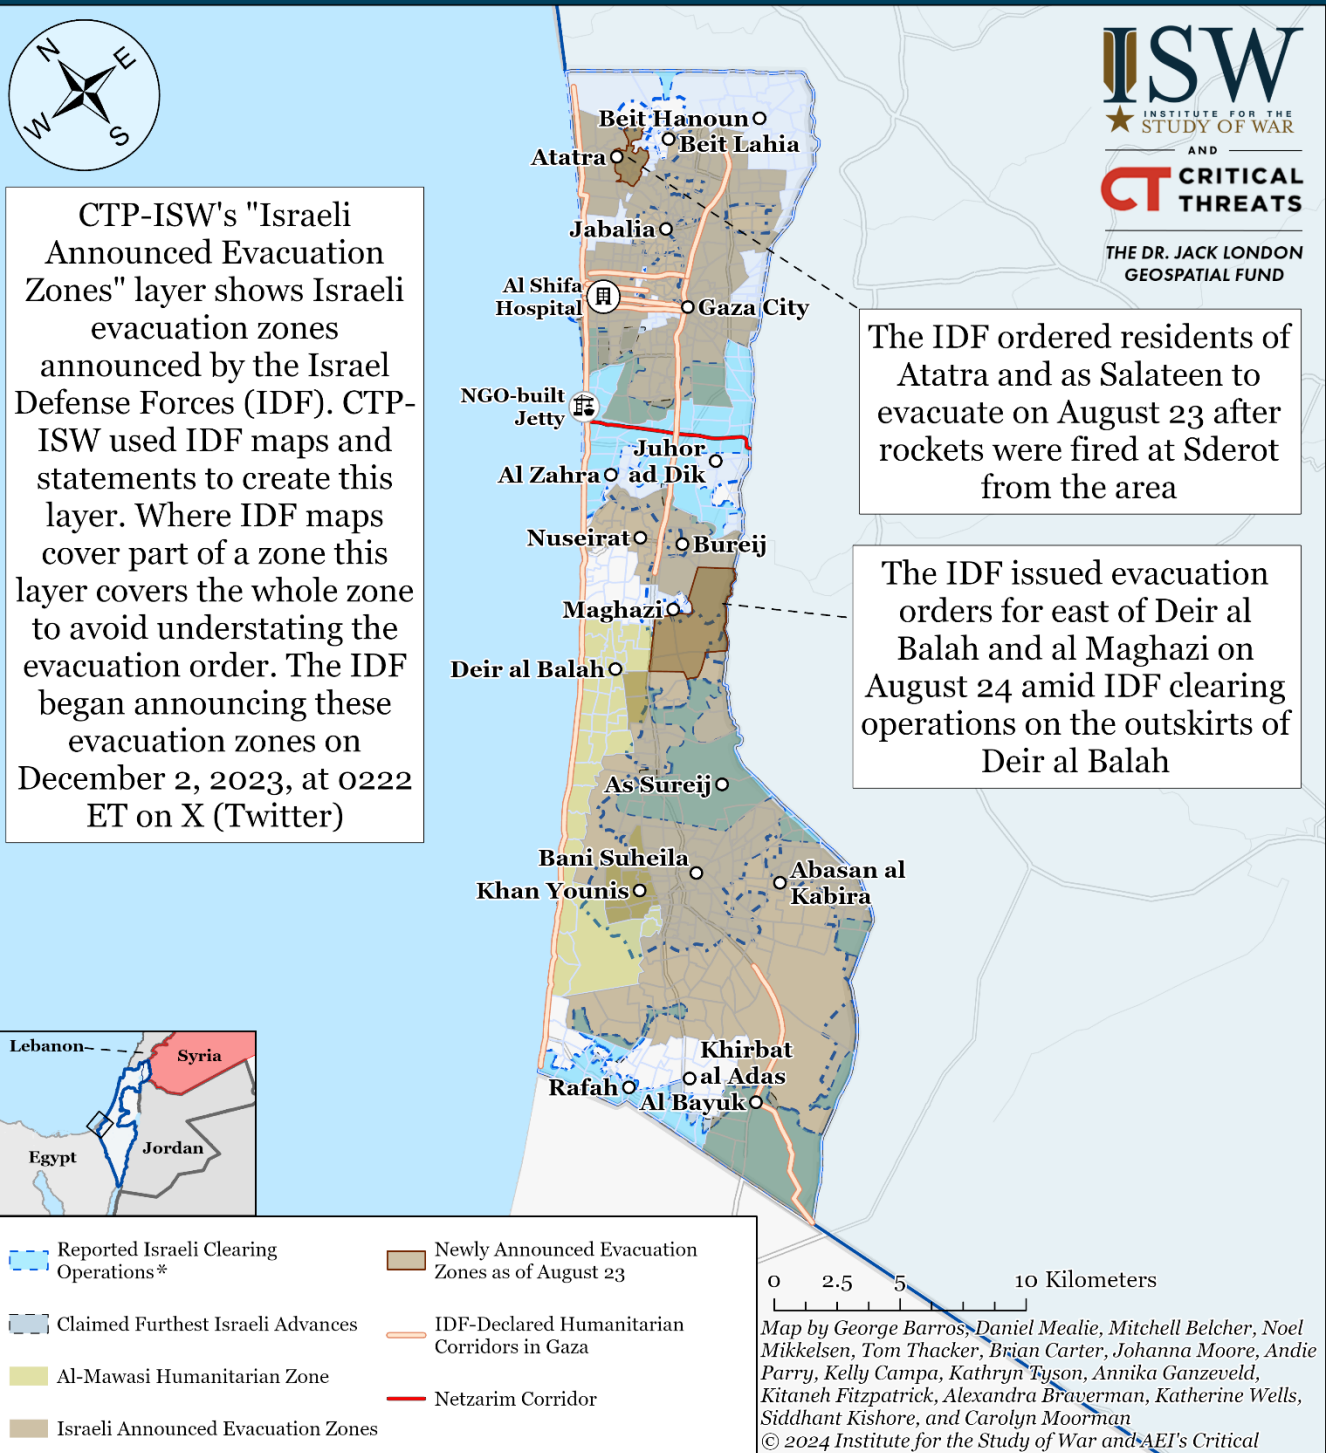 N
E
W
S
ISW
INSTITUTE FOR THE
STUDY OF WAR
AND
CT CRITICAL
THREATS
THE DR. JACK LONDON
GEOSPATIAL FUND
CTP-ISW's "Israeli
Announced Evacuation
Zones" layer shows Israeli
evacuation zones
announced by the Israel
Defense Forces (IDF). CTP-
ISW used IDF maps and
statements to create this
layer. Where IDF maps
cover part of a zone this
layer covers the whole zone
to avoid understating the
evacuation order. The IDF
began announcing these
evacuation zones on
December 2, 2023, at 0222
ET on X (Twitter)
Beit Hanoun
Beit Lahia
Atatra
Jabalia
Al Shifa
Hospital
Gaza City
NGO-built
Jetty
Juhor
ad Dik
Al Zahra
Nuseirat
Bureij
Maghazi
Deir al Balah
As Sureij
Bani Suheila
Khan Younis
Abasan al
Kabira
Khirbat
al Adas
Rafah
Al Bayuk
The IDF ordered residents of
Atatra and as Salateen to
evacuate on August 23 after
rockets were fired at Sderot
from the area
The IDF issued evacuation
orders for east of Deir al
Balah and al Maghazi on
August 24 amid IDF clearing
operations on the outskirts of
Deir al Balah
Lebanon
Syria
Egypt
Jordan
Reported Israeli Clearing
Operations*
Claimed Furthest Israeli Advances
Al-Mawasi Humanitarian Zone
Israeli Announced Evacuation Zones
Newly Announced Evacuation
Zones as of August 23
IDF-Declared Humanitarian
Corridors in Gaza
Netzarim Corridor
0 2.5 5 10 Kilometers
Map by George Barros, Daniel Mealie, Mitchell Belcher, Noel
Mikkelsen, Tom Thacker, Brian Carter, Johanna Moore, Andie
Parry, Kelly Campa, Kathryn Tyson, Annika Ganzeveld,
Kitaneh Fitzpatrick, Alexandra Braverman, Katherine Wells,
Siddhant Kishore, and Carolyn Moorman
© 2024 Institute for the Study of War and AEI's Critical